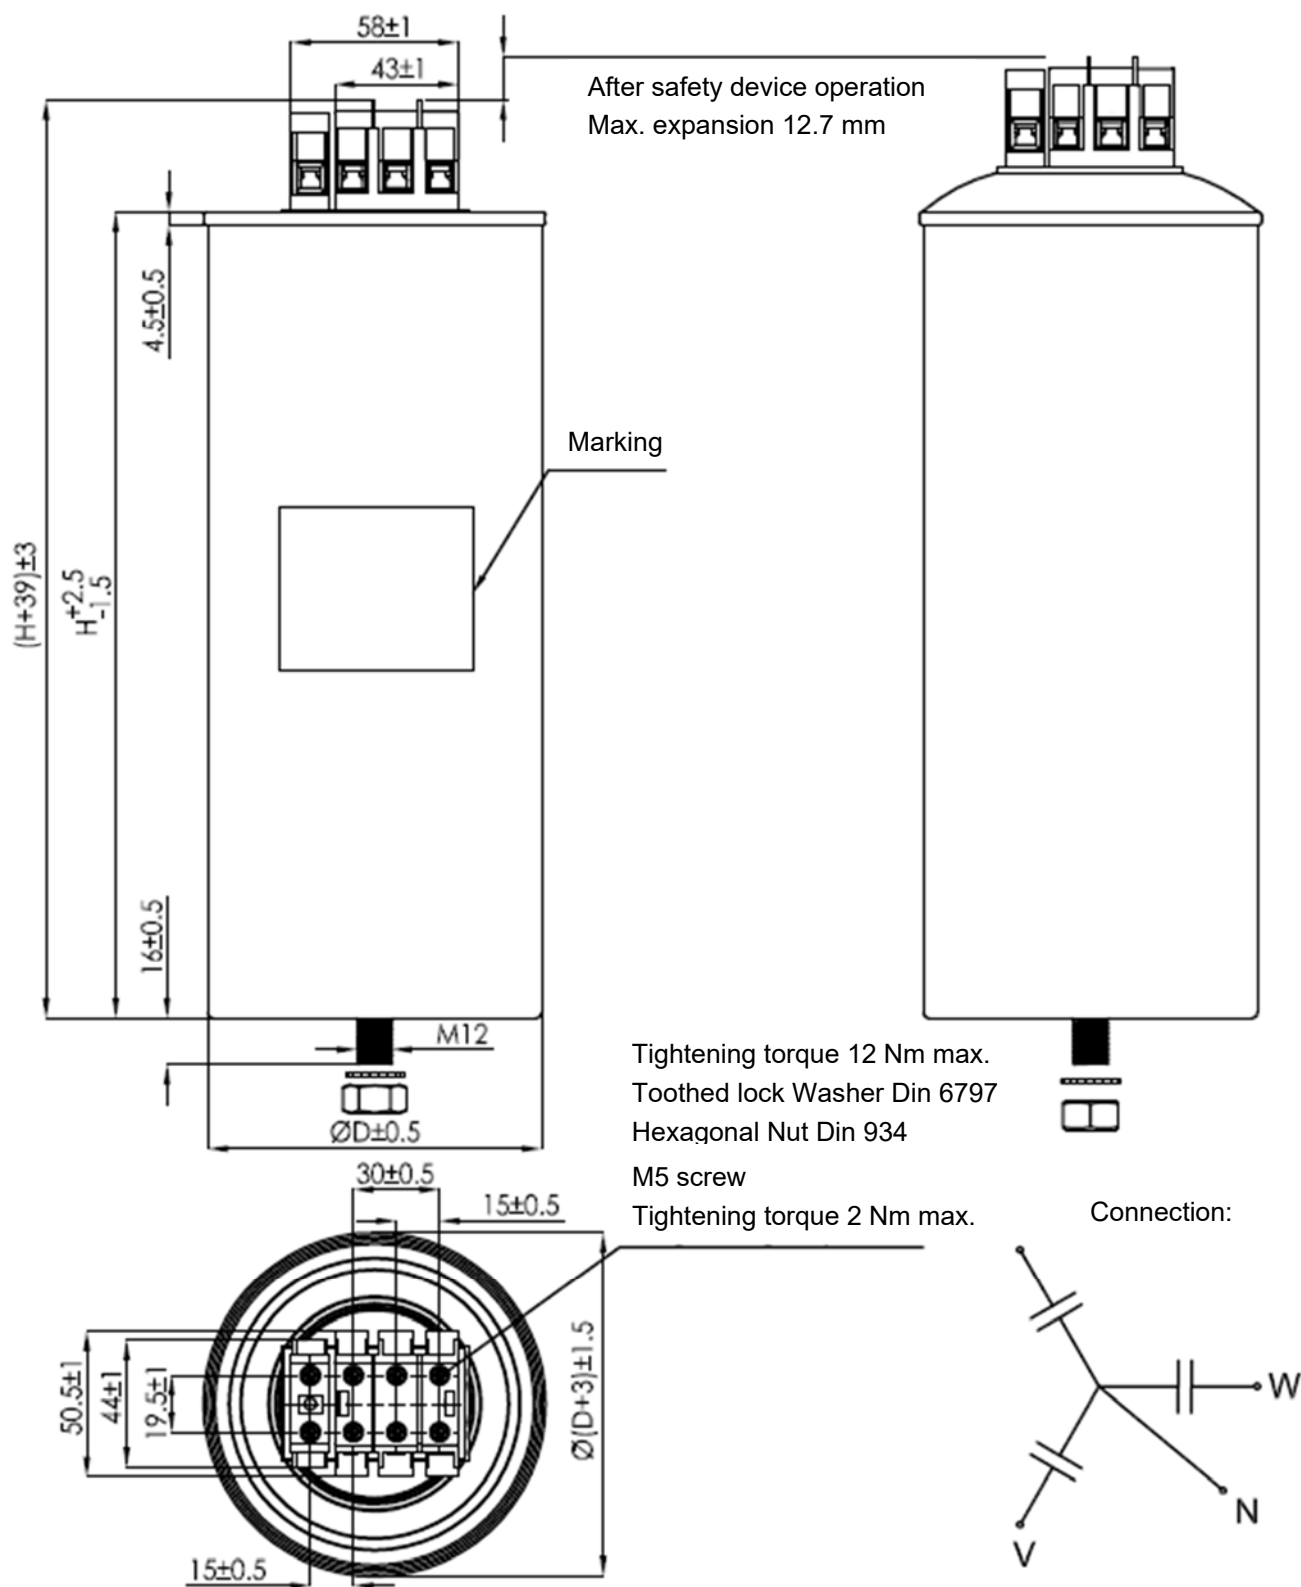 58±1
43±1
After safety device operation
Max. expansion 12.7 mm
4.5±0.5
Marking
(H+39)±3
H +2.5
-1.5
16±0.5
M12
Tightening torque 12 Nm max.
Toothed lock Washer Din 6797
Hexagonal Nut Din 934
ØD±0.5
30±0.5
15±0.5
M5 screw
Tightening torque 2 Nm max.
Connection:
50.5±1
44±1
19.5±1
Ø(D+3)±1.5
W
N
V
15±0.5